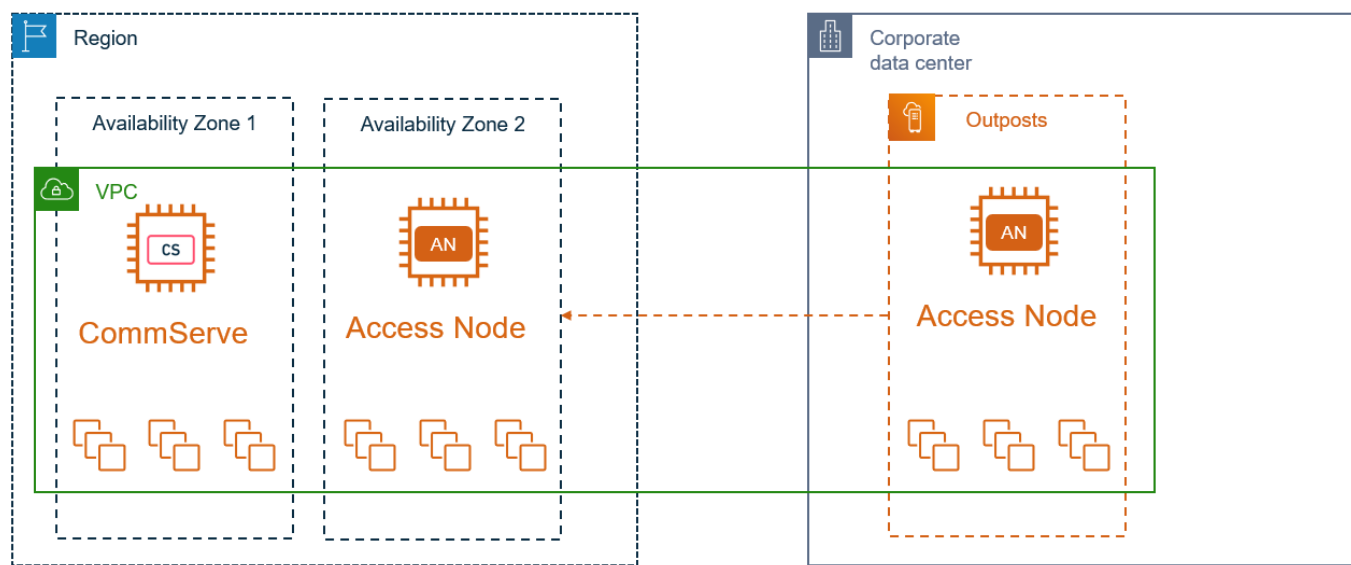 Region
Corporate
data center
Availability Zone 1
Availability Zone 2
Outposts
VPC
CS
AN
AN
CommServe
Access Node
Access Node